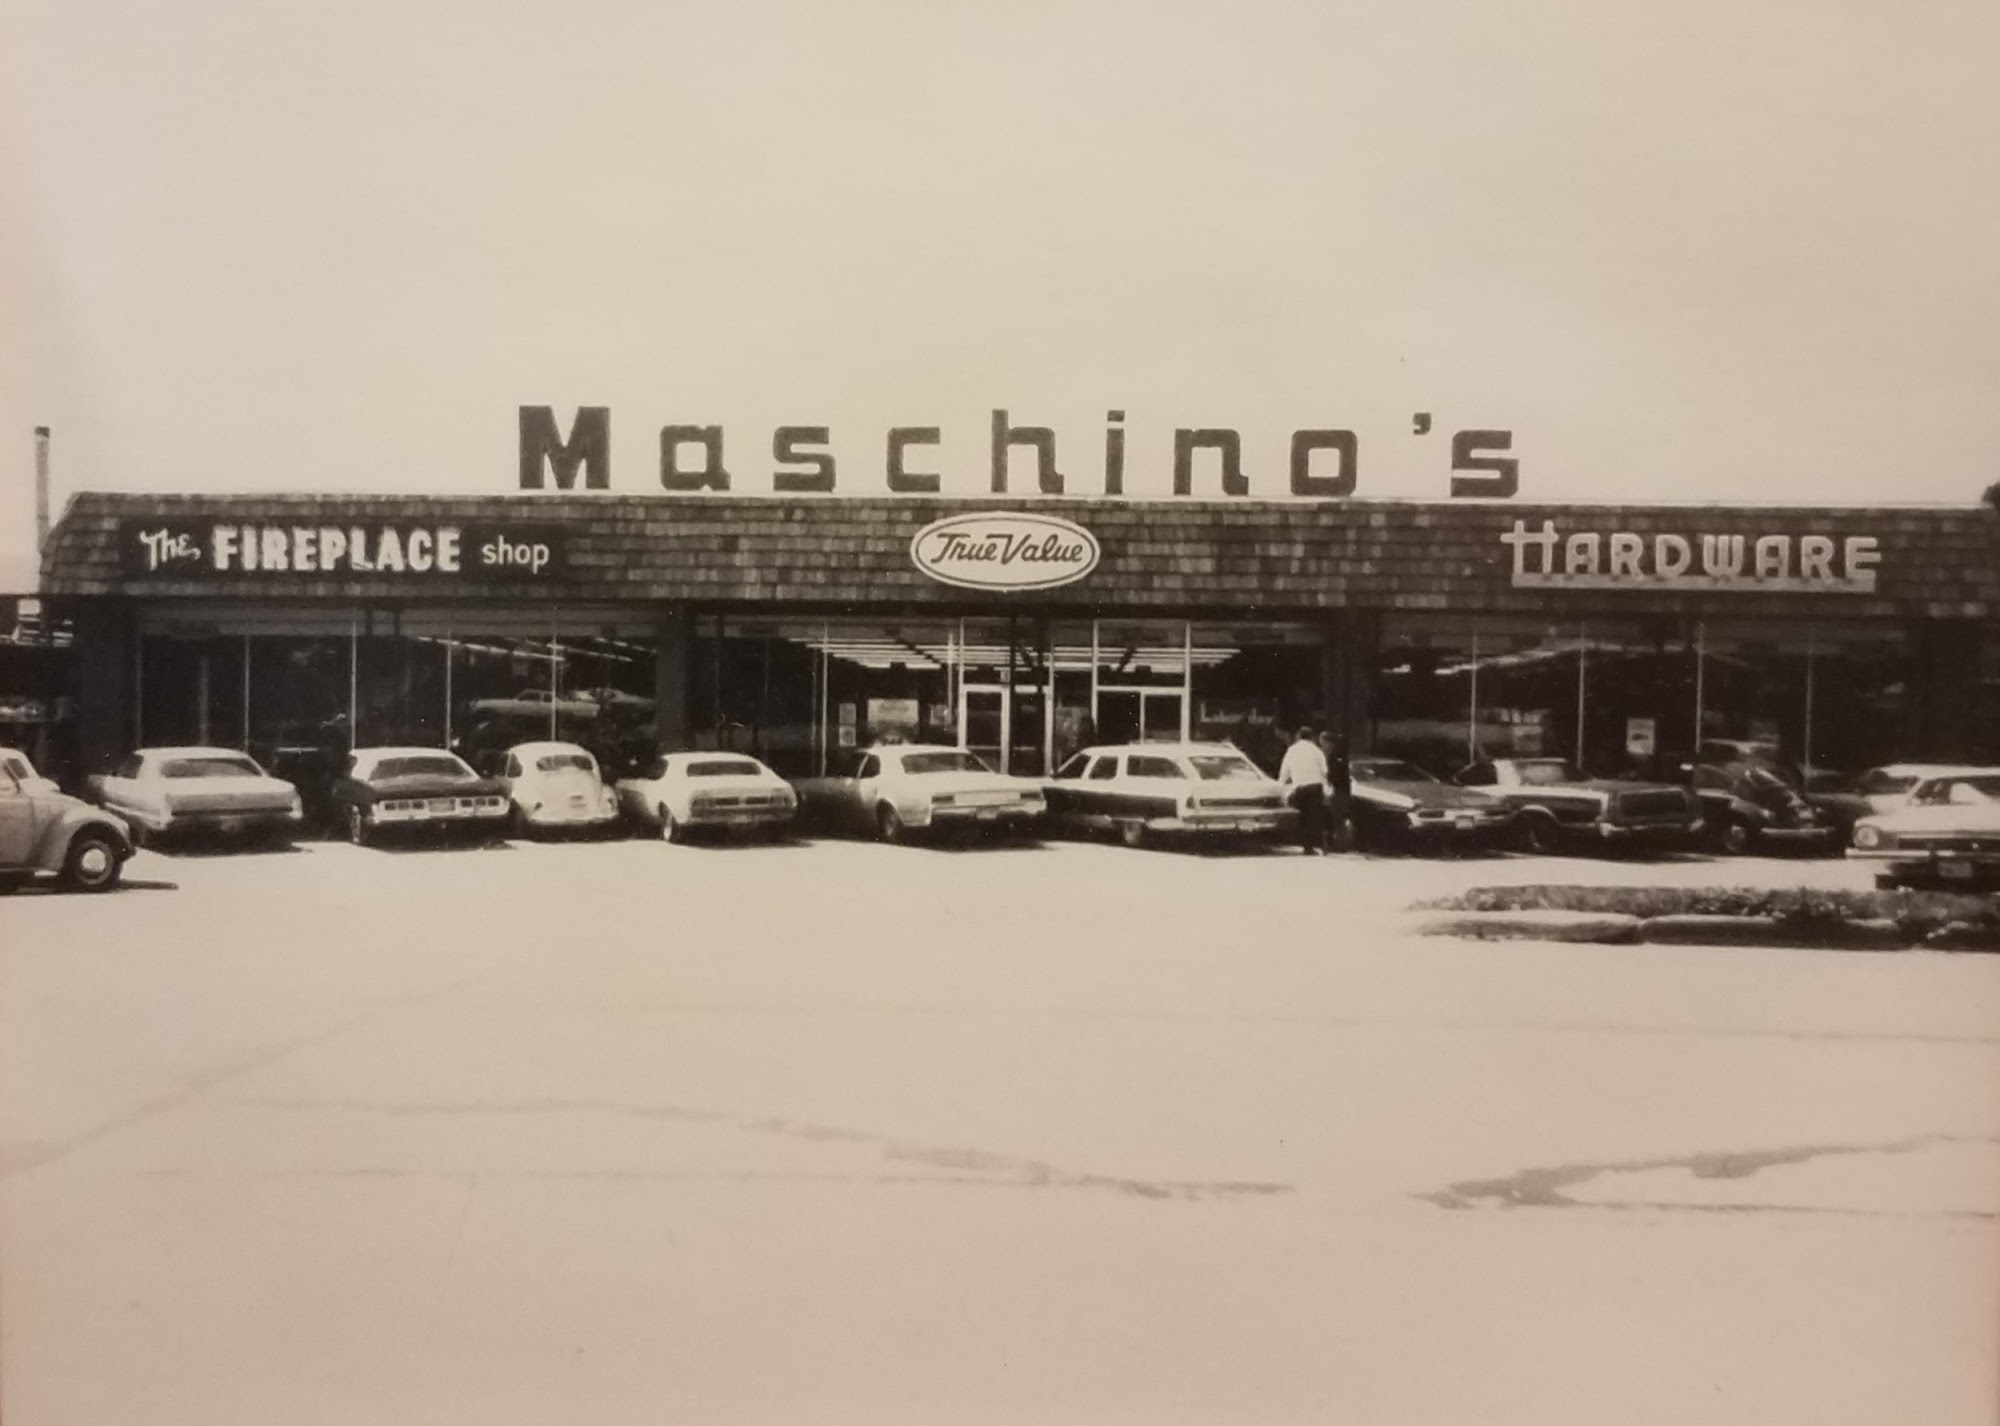 Maschino's
The FIREPLACE shop
True Value
HARDWARE